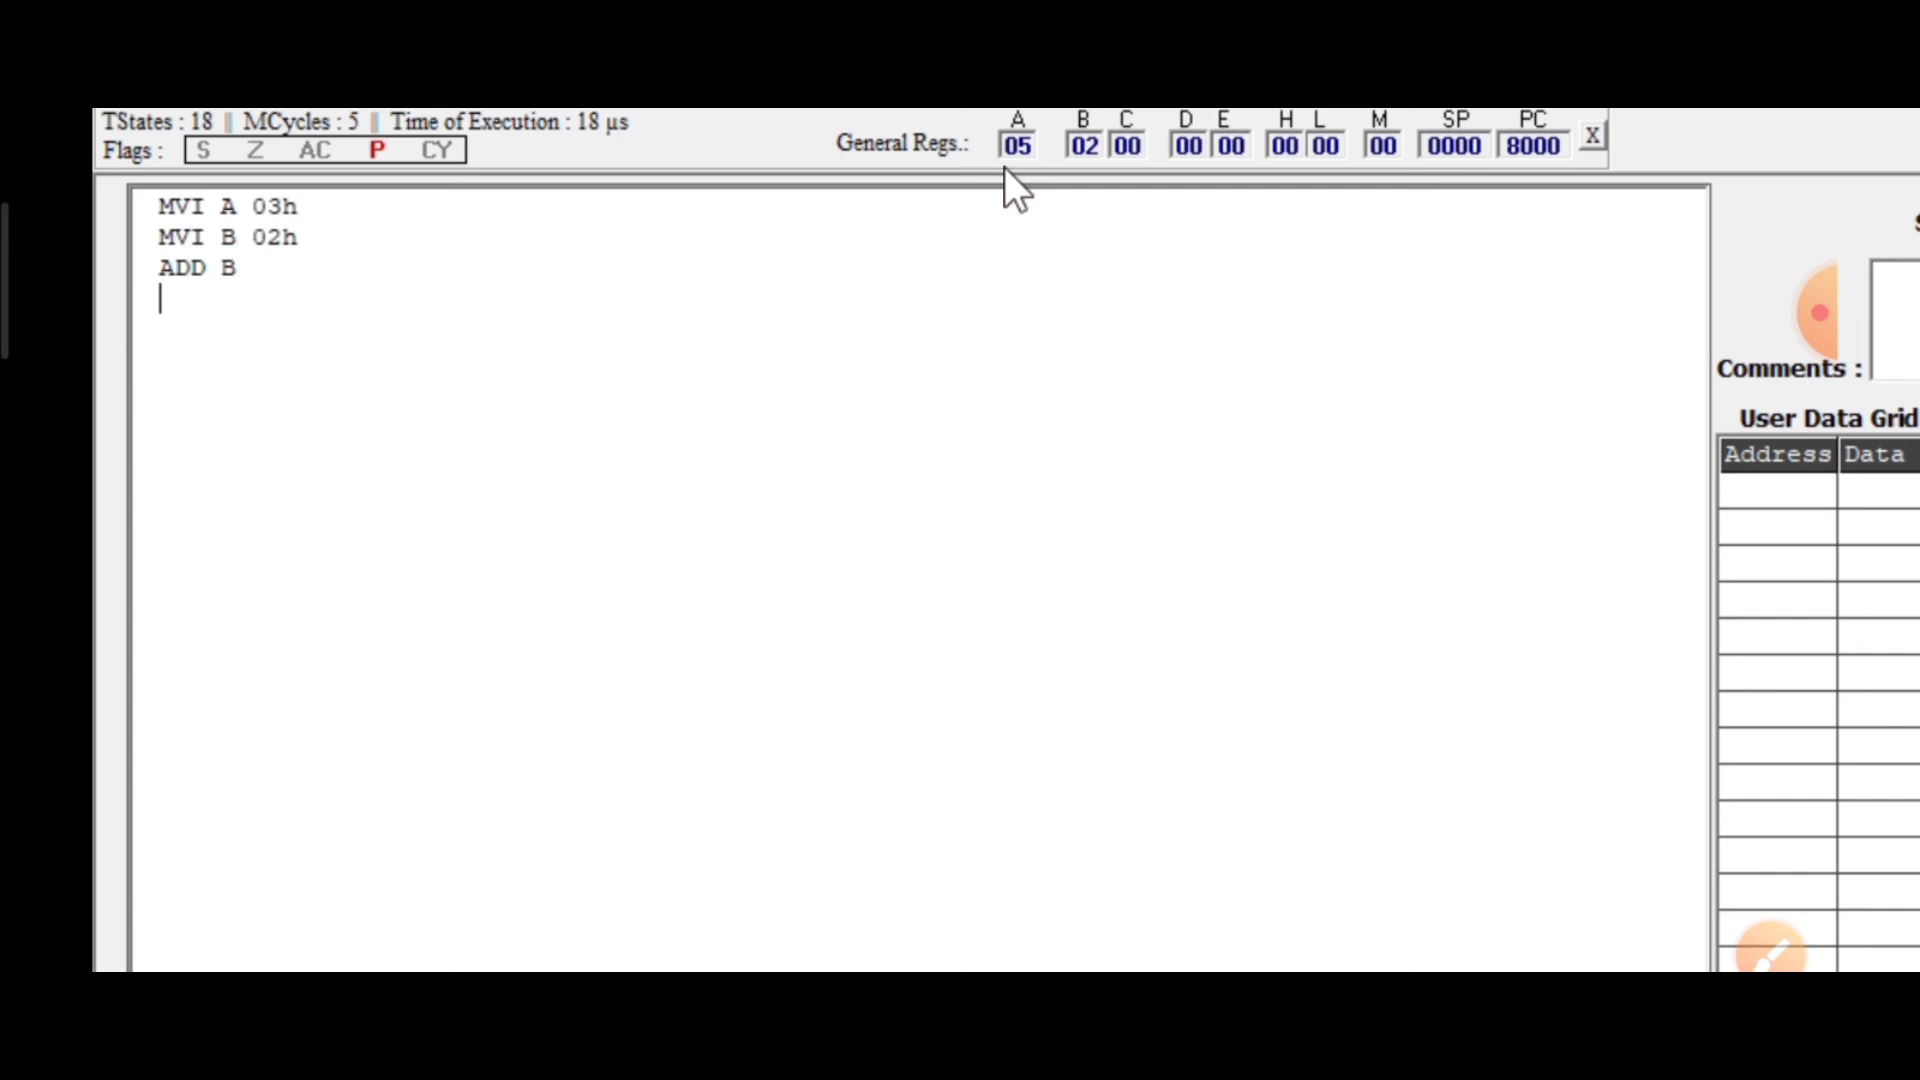 TStates : 18 || MCycles : 5 || Time of Execution : 18 µs
Flags : S Z AC P CY
General Regs.: A B C D E H L M SP PC
05 02 00 00 00 00 00 00 0000 8000 X
MVI A 03h
MVI B 02h
ADD B
Comments :
User Data Grid
Address Data